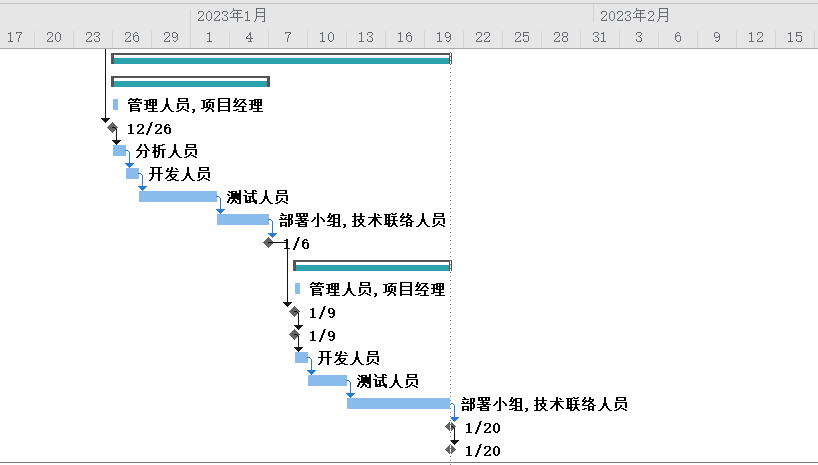 2023年1月 2023年2月
17 20 23 26 29 1 4 7 10 13 16 19 22 25 28 31 3 6 9 12 15
管理人员,项目经理
12/26
分析人员
开发人员
测试人员
部署小组,技术联络人员
1/6
管理人员,项目经理
1/9
1/9
开发人员
测试人员
部署小组,技术联络人员
1/20
1/20